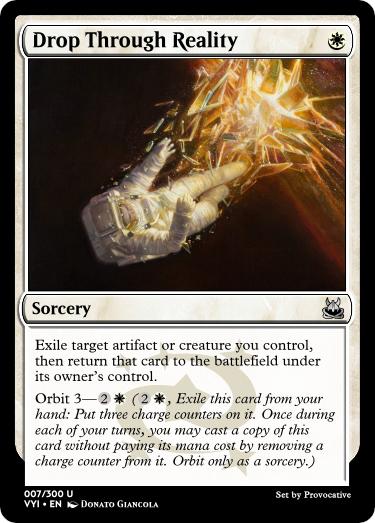 Drop Through Reality
Sorcery
Exile target artifact or creature you control,
then return that card to the battlefield under
its owner's control.
Orbit 3—2 (2, Exile this card from your
hand: Put three charge counters on it. Once during
each of your turns, you may cast a copy of this
card without paying its mana cost by removing a
charge counter from it. Orbit only as a sorcery.)
007/300 U
VYI • EN DONATO GIANCOLA
Set by Provocative